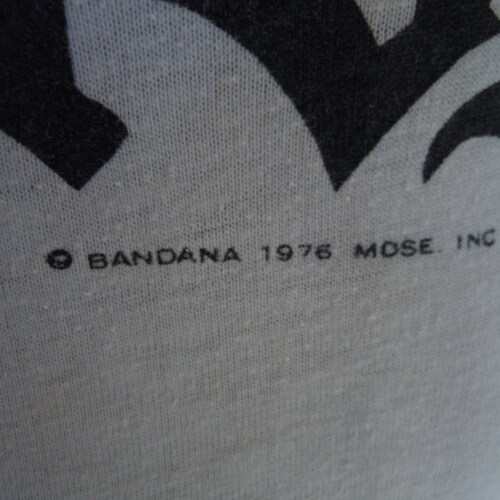 © BANDANA 1976 MDSE. INC